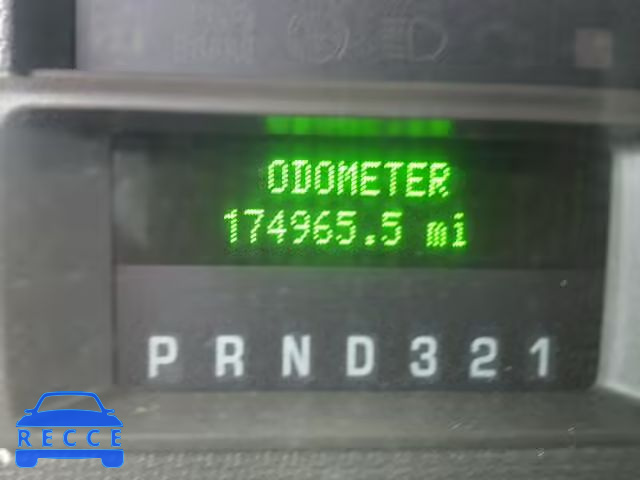 ODOMETER
174965.5 mi
P R N D 3 2 1
RECCE